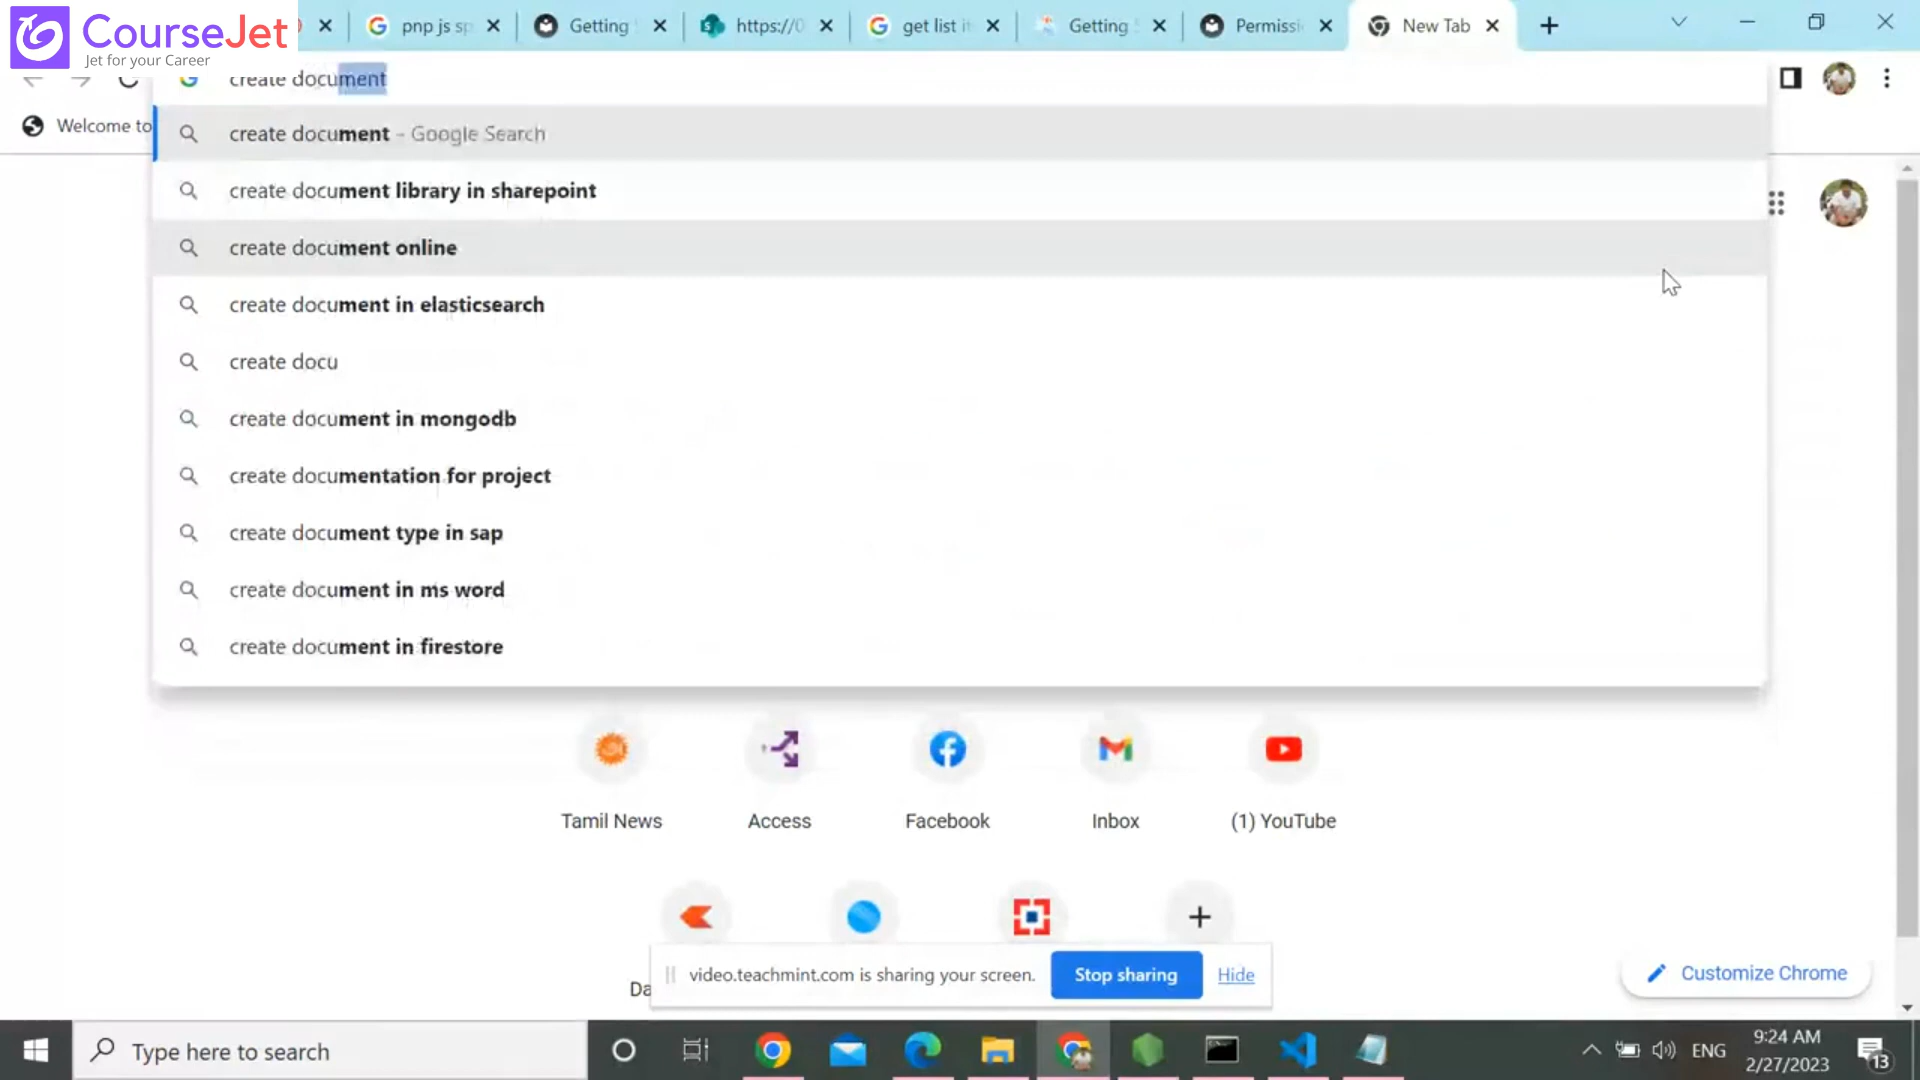 CourseJet
Jet for your Career
pnp js sp
Getting
https://0
get list it
Getting S
Permissi
New Tab
create document
Welcome to
create document - Google Search
create document library in sharepoint
create document online
create document in elasticsearch
create docu
create document in mongodb
create documentation for project
create document type in sap
create document in ms word
create document in firestore
Tamil News
Access
Facebook
Inbox
(1) YouTube
Da
video.teachmint.com is sharing your screen.
Stop sharing
Hide
Customize Chrome
Type here to search
ENG
9:24 AM
2/27/2023
13